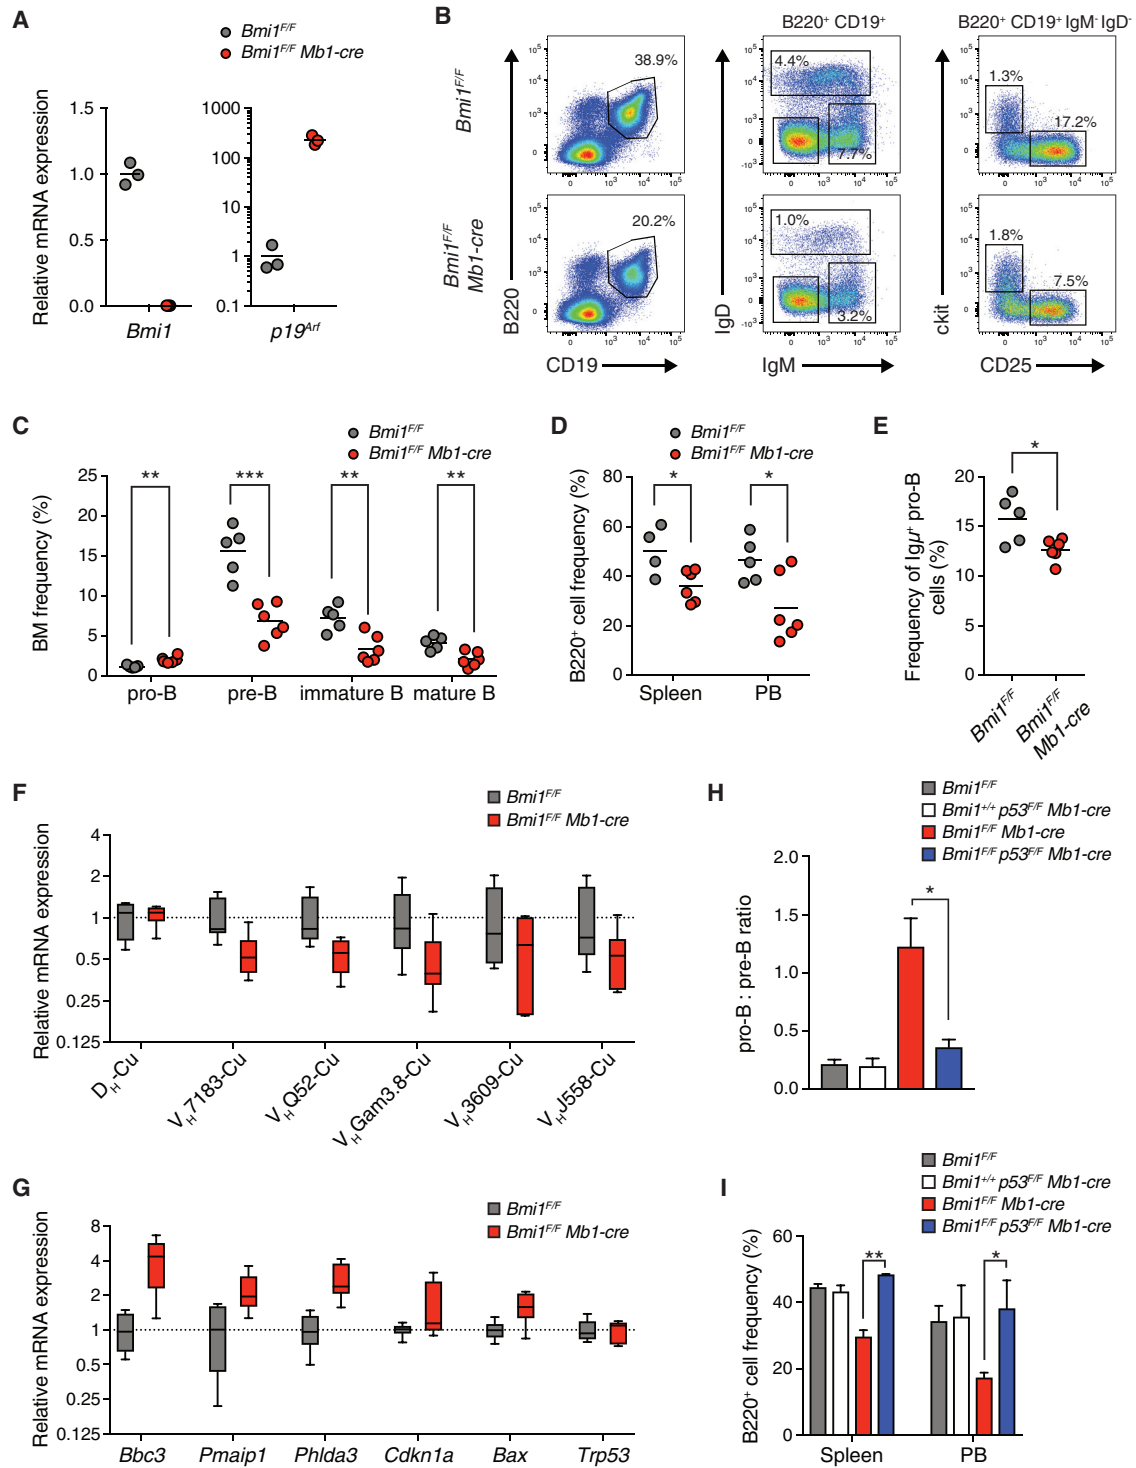 A
Bmi1F/F
Bmi1F/F Mb1-cre
Relative mRNA expression
1.5
1.0
0.5
0.0
Bmi1
1000
100
10
1
0.1
p19Arf
B
B220+ CD19+
B220+ CD19+ IgM- IgD-
Bmi1F/F
38.9%
4.4%
7.7%
1.3%
17.2%
105
104
103
0
-103
0 103 104 105
Bmi1F/F
Mb1-cre
20.2%
1.0%
3.2%
1.8%
7.5%
B220
IgD
ckit
CD19
IgM
CD25
C
Bmi1F/F
Bmi1F/F Mb1-cre
BM frequency (%)
25
20
15
10
5
0
** *** ** **
pro-B pre-B immature B mature B
D
Bmi1F/F
Bmi1F/F Mb1-cre
B220+ cell frequency (%)
80
60
40
20
0
* *
Spleen PB
E
Frequency of Igμ+ pro-B
cells (%)
20
15
10
5
0
*
Bmi1F/F
Bmi1F/F
Mb1-cre
F
Bmi1F/F
Bmi1F/F Mb1-cre
Relative mRNA expression
4
2
1
0.5
0.25
0.125
DH-Cu
VH7183-Cu
VHQ52-Cu
VHGam3.8-Cu
VH3609-Cu
VHJ558-Cu
H
Bmi1F/F
Bmi1+/+ p53F/F Mb1-cre
Bmi1F/F Mb1-cre
Bmi1F/F p53F/F Mb1-cre
pro-B : pre-B ratio
2.0
1.5
1.0
0.5
0.0
*
G
Bmi1F/F
Bmi1F/F Mb1-cre
Relative mRNA expression
8
4
2
1
0.5
0.25
0.125
Bbc3 Pmaip1 Phlda3 Cdkn1a Bax Trp53
I
Bmi1F/F
Bmi1+/+ p53F/F Mb1-cre
Bmi1F/F Mb1-cre
Bmi1F/F p53F/F Mb1-cre
B220+ cell frequency (%)
60
40
20
0
** *
Spleen PB